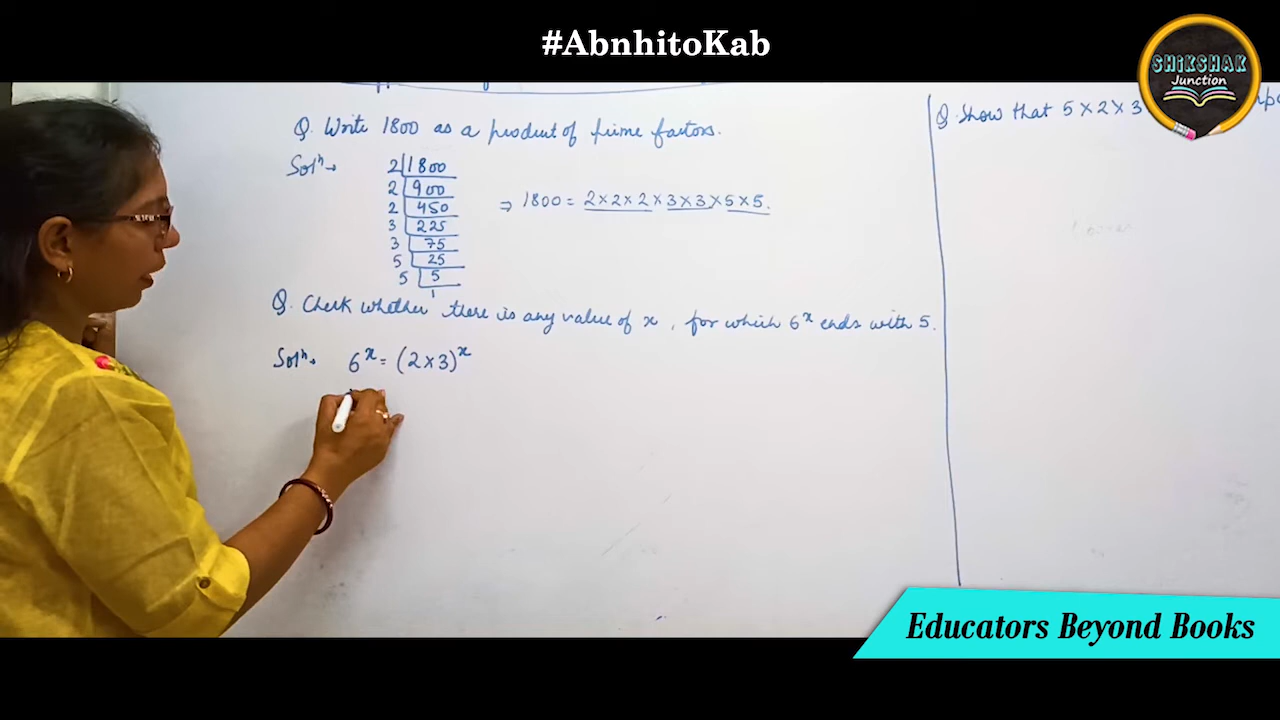 #AbnhitoKab
SHiKSHAK
Junction
Q. Write 1800 as a product of prime factors.
Solⁿ→
2 | 1800
2 | 900
2 | 450
3 | 225
3 | 75
5 | 25
5 | 5
1
⇒ 1800 = 2×2×2×3×3×5×5.
Q. Check whether there is any value of x, for which 6ˣ ends with 5.
Solⁿ→ 6ˣ = (2×3)ˣ
Q. Show that 5×2×3
Educators Beyond Books